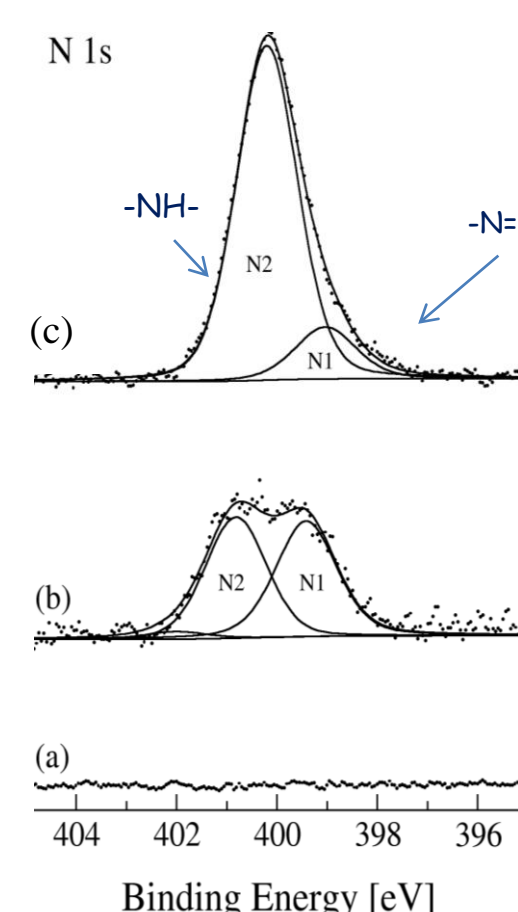 N 1s
-NH-
-N=
N2
(c)
N1
N2
N1
(b)
(a)
404 402 400 398 396
Binding Energy [eV]